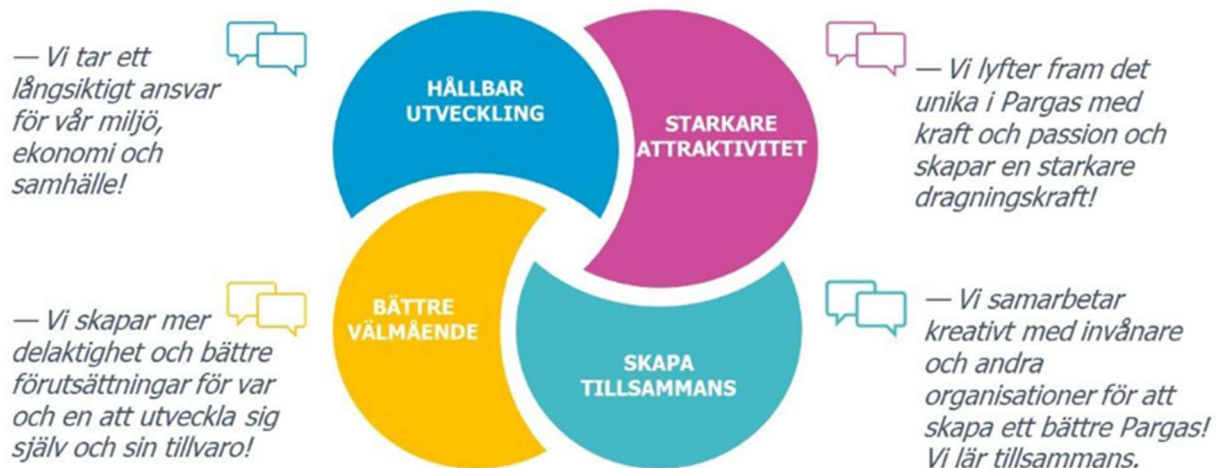 — Vi tar ett
långsiktigt ansvar
för vår miljö,
ekonomi och
samhälle!
HÅLLBAR
UTVECKLING
STARKARE
ATTRAKTIVITET
— Vi lyfter fram det
unika i Pargas med
kraft och passion och
skapar en starkare
dragningskraft!
— Vi skapar mer
delaktighet och bättre
förutsättningar för var
och en att utveckla sig
själv och sin tillvaro!
BÄTTRE
VÄLMÅENDE
SKAPA
TILLSAMMANS
— Vi samarbetar
kreativt med invånare
och andra
organisationer för att
skapa ett bättre Pargas!
Vi lär tillsammans.